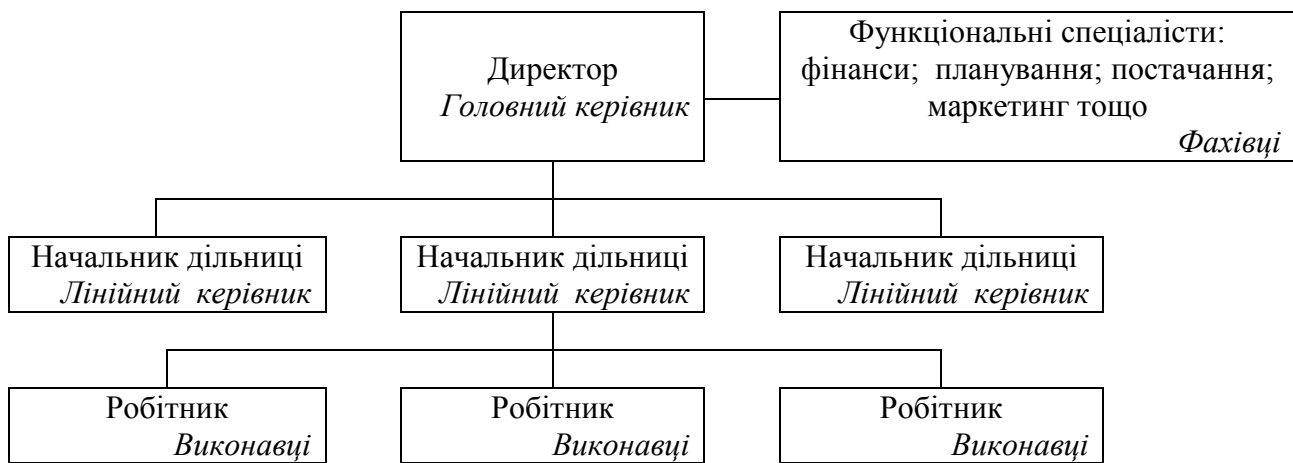 Директор
Головний керівник
Функціональні спеціалісти:
фінанси; планування; постачання;
маркетинг тощо
Фахівці
Начальник дільниці
Лінійний керівник
Начальник дільниці
Лінійний керівник
Начальник дільниці
Лінійний керівник
Робітник
Виконавці
Робітник
Виконавці
Робітник
Виконавці